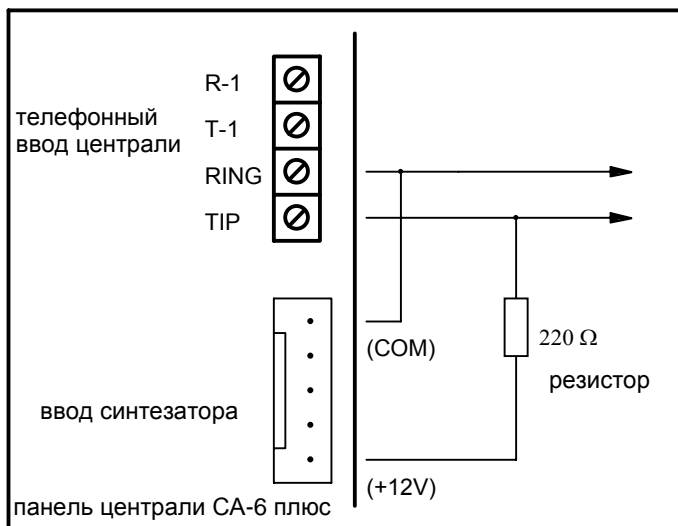 R-1
телефонный
ввод централи
T-1
RING
TIP
(COM)
220 Ω
резистор
ввод синтезатора
(+12V)
панель централи CA-6 плюс